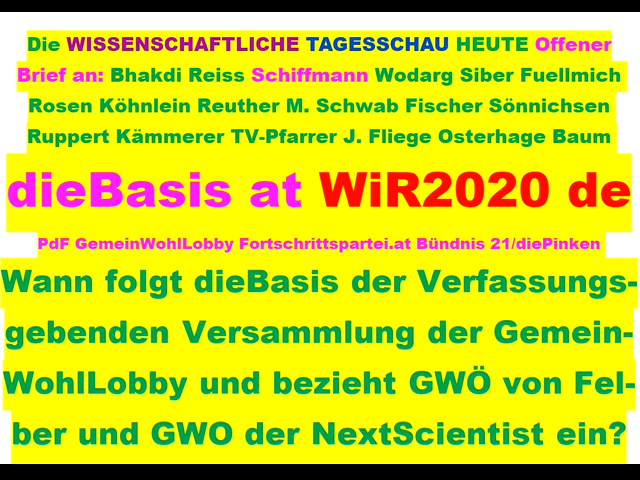 Die WISSENSCHAFTLICHE TAGESSCHAU HEUTE Offener
Brief an: Bhakdi Reiss Schiffmann Wodarg Siber Fuellmich
Rosen Köhnlein Reuther M. Schwab Fischer Sönnichsen
Ruppert Kämmerer TV-Pfarrer J. Fliege Osterhage Baum
dieBasis at WiR2020 de
PdF GemeinWohlLobby Fortschrittspartei.at Bündnis 21/diePinken
Wann folgt dieBasis der Verfassungs-
gebenden Versammlung der Gemein-
WohlLobby und bezieht GWÖ von Fel-
ber und GWO der NextScientist ein?